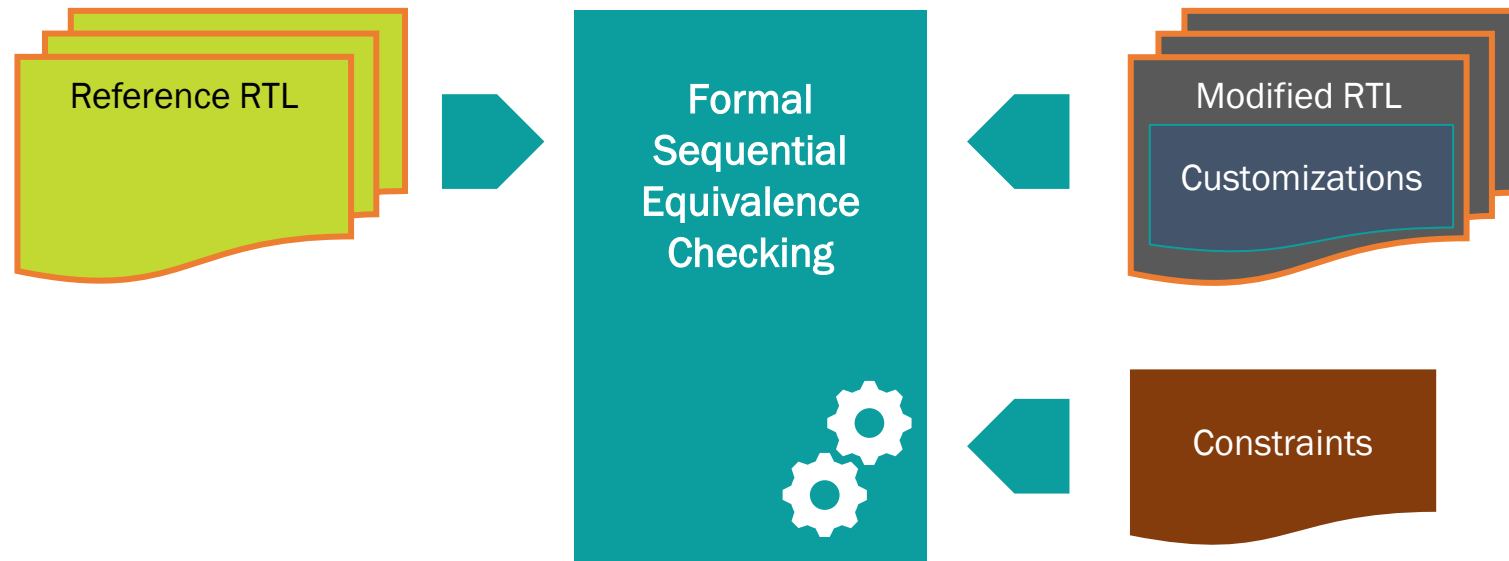 Reference RTL
Formal
Sequential
Equivalence
Checking
Modified RTL
Customizations
Constraints